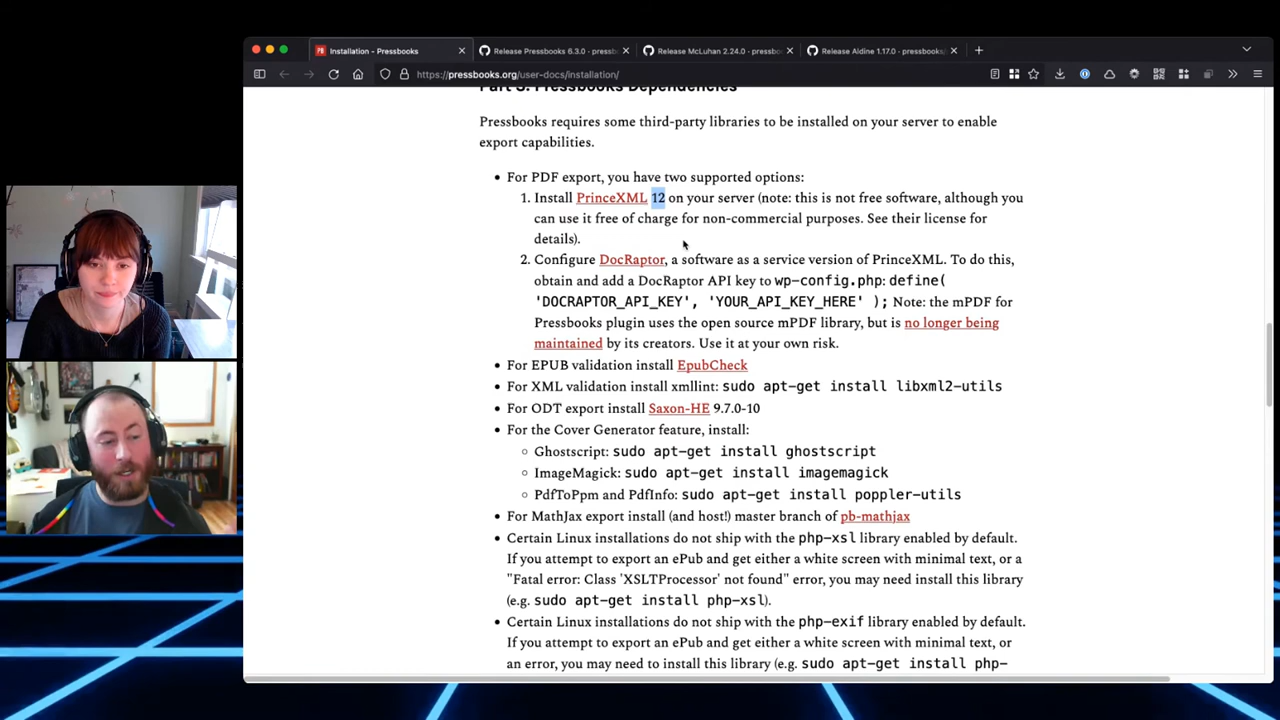 Installation – Pressbooks
Release Pressbooks 6.3.0 · pressb
Release McLuhan 2.24.0 · pressbo
Release Aldine 1.17.0 · pressbooks/
https://pressbooks.org/user-docs/installation/
Part 3: Pressbooks Dependencies
Pressbooks requires some third-party libraries to be installed on your server to enable
export capabilities.
• For PDF export, you have two supported options:
1. Install PrinceXML 12 on your server (note: this is not free software, although you
can use it free of charge for non-commercial purposes. See their license for
details).
2. Configure DocRaptor, a software as a service version of PrinceXML. To do this,
obtain and add a DocRaptor API key to wp-config.php: define(
'DOCRAPTOR_API_KEY', 'YOUR_API_KEY_HERE' ); Note: the mPDF for
Pressbooks plugin uses the open source mPDF library, but is no longer being
maintained by its creators. Use it at your own risk.
• For EPUB validation install EpubCheck
• For XML validation install xmllint: sudo apt-get install libxml2-utils
• For ODT export install Saxon-HE 9.7.0-10
• For the Cover Generator feature, install:
Ghostscript: sudo apt-get install ghostscript
ImageMagick: sudo apt-get install imagemagick
PdfToPpm and PdfInfo: sudo apt-get install poppler-utils
• For MathJax export install (and host!) master branch of pb-mathjax
• Certain Linux installations do not ship with the php-xsl library enabled by default.
If you attempt to export an ePub and get either a white screen with minimal text, or a
"Fatal error: Class 'XSLTProcessor' not found" error, you may need install this library
(e.g. sudo apt-get install php-xsl).
• Certain Linux installations do not ship with the php-exif library enabled by default.
If you attempt to export an ePub and get either a white screen with minimal text, or
an error, you may need to install this library (e.g. sudo apt-get install php-